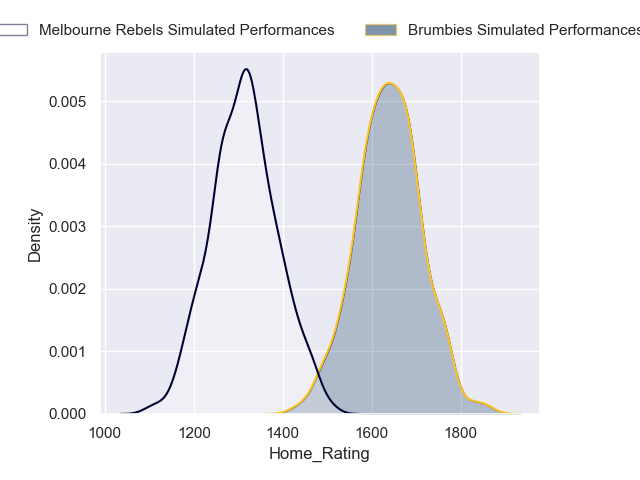 Melbourne Rebels Simulated Performances
Brumbies Simulated Performances
0.005
0.004
0.003
0.002
0.001
0.000
Density
1000 1200 1400 1600 1800
Home_Rating